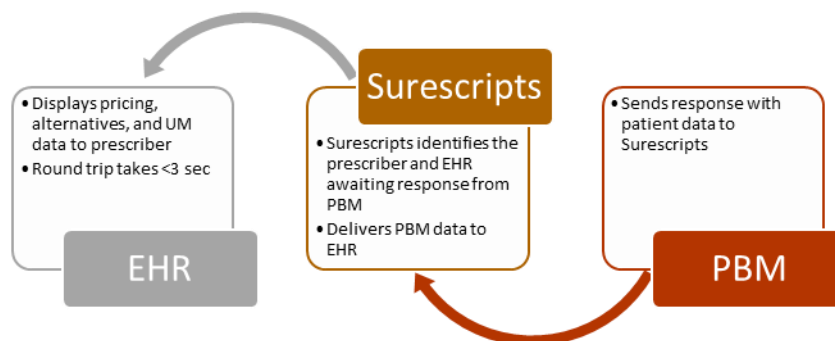 • Displays pricing,
alternatives, and UM
data to prescriber
• Round trip takes <3 sec
EHR
Surescripts
• Surescripts identifies the
prescriber and EHR
awaiting response from
PBM
• Delivers PBM data to
EHR
• Sends response with
patient data to
Surescripts
PBM